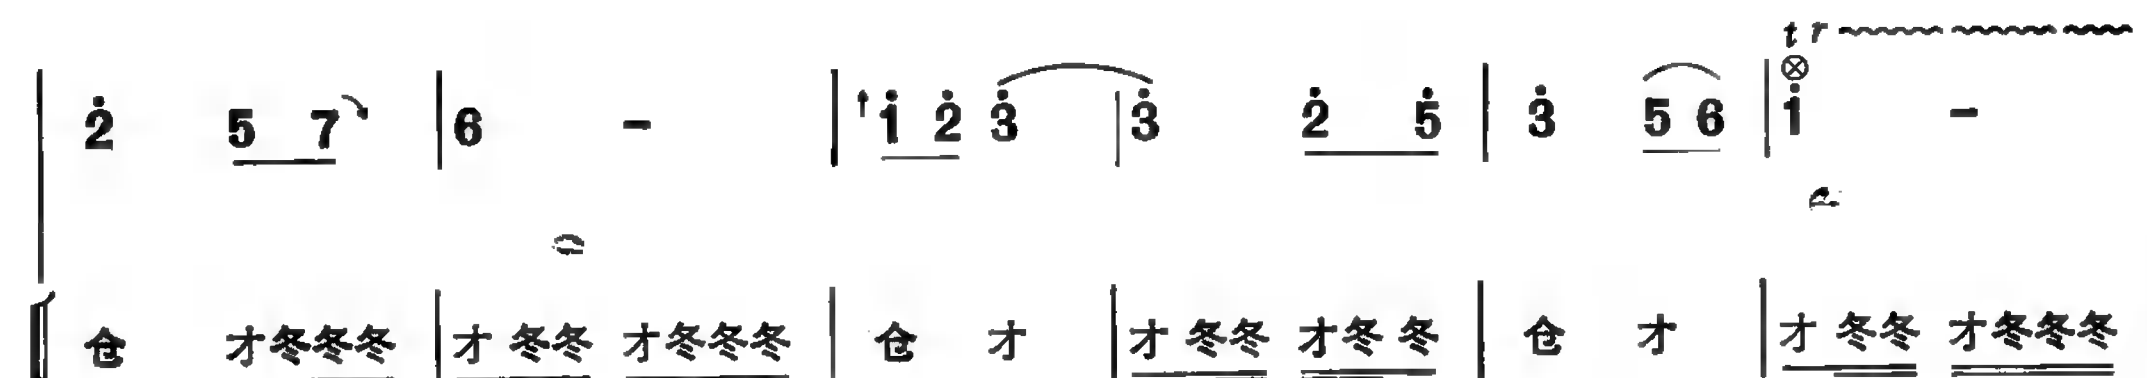 tr
2̇ 5 7 | 6 - | 1̇ 2̇ 3̇ | 3̇ 2̇ 5̇ | 3̇ 5 6 | 1̇ -
仓 才冬冬冬 | 才 冬冬 才冬冬冬 | 仓 才 | 才 冬冬 才冬 冬 | 仓 才 | 才 冬冬 才冬冬冬